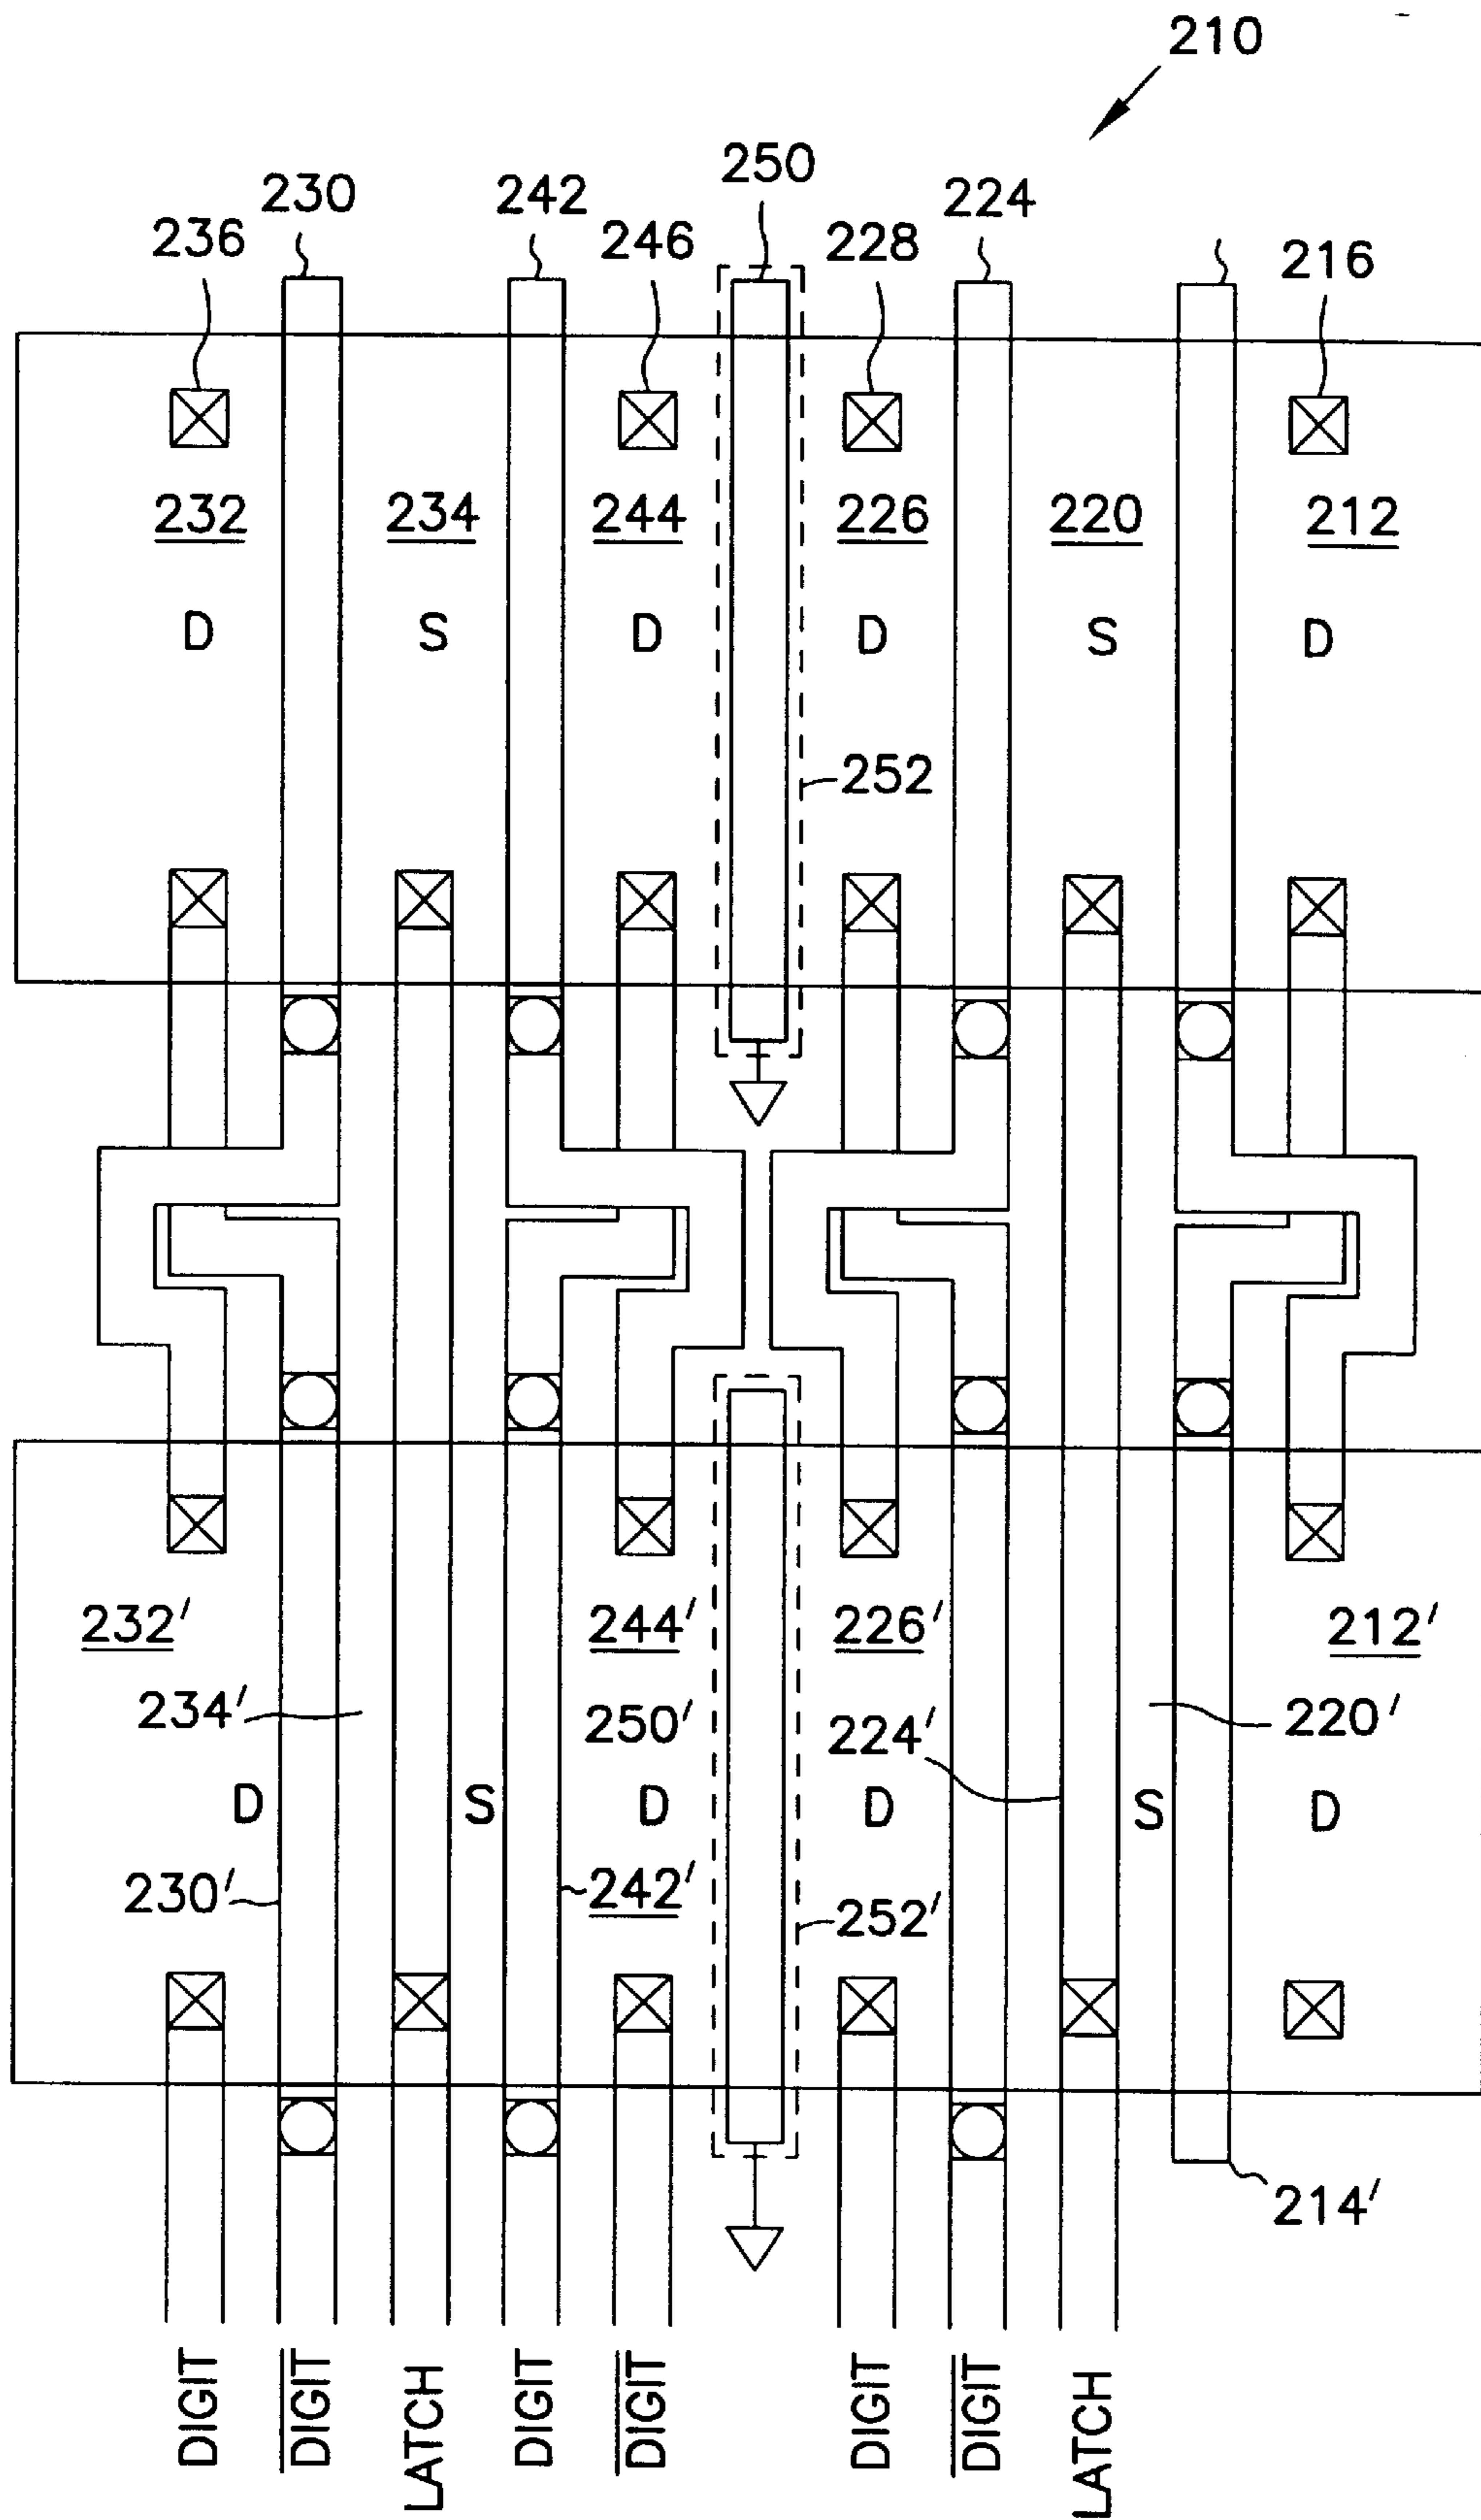 210
230 242 250 224
236 246 228 216
232 234 244 226 220 212
D S D D S D
252
232′ 244′ 226′ 212′
234′ 250′ 224′ 220′
D S D D S D
230′ 242′ 252′
214′
DIGIT
DIGIT
LATCH
DIGIT
DIGIT
DIGIT
DIGIT
LATCH